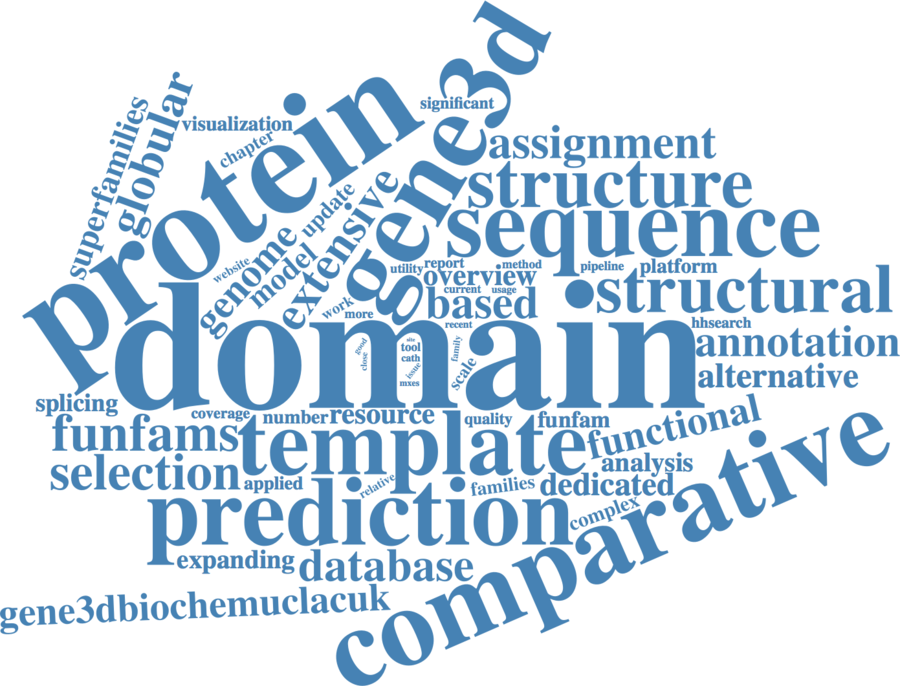 gene3d
protein
significant
superfamilies
globular
visualization
chapter
assignment
structure
sequence
genome
model
update
extensive
website
utility
report
method
pipeline
platform
overview
current
usage
structural
based
work
more
domain
recent
hhsearch
annotation
good
close
site
tool
cath
issue
mxes
family
scale
alternative
splicing
coverage
number
resource
quality
funfam
functional
funfams
template
comparative
selection
applied
relative
families
dedicated
analysis
prediction
complex
expanding
database
gene3dbiochemuclacuk